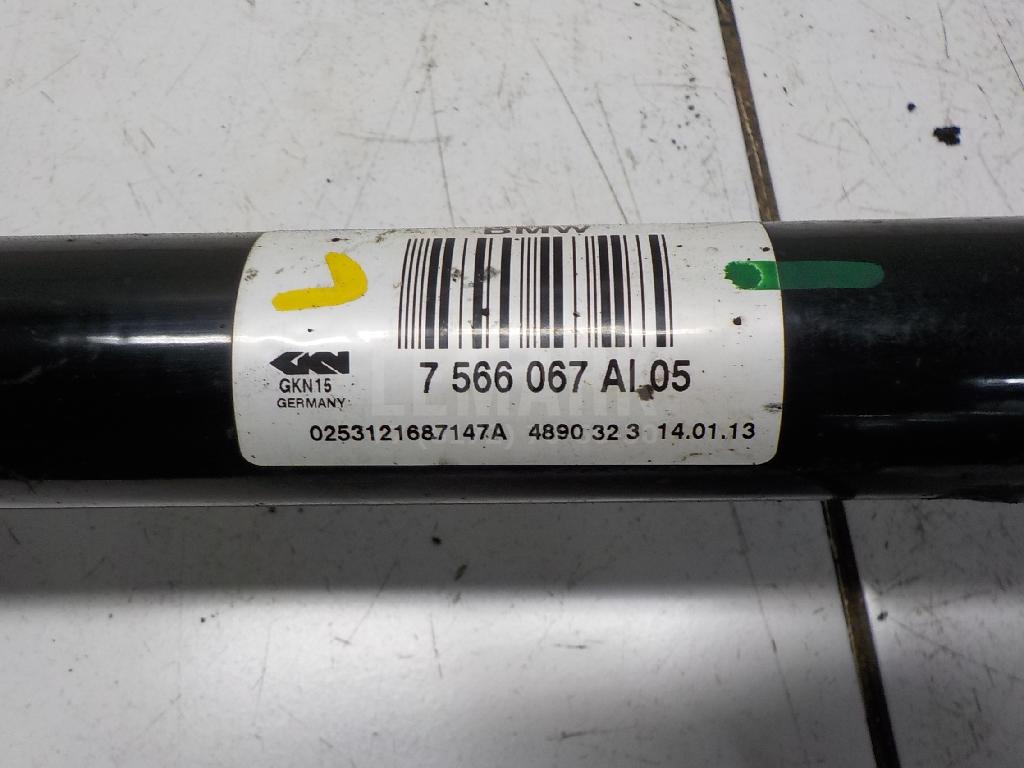 BMW
GKN
GKN15
GERMANY
7 566 067 AI 05
0253121687147A 4890 32 3 14.01.13